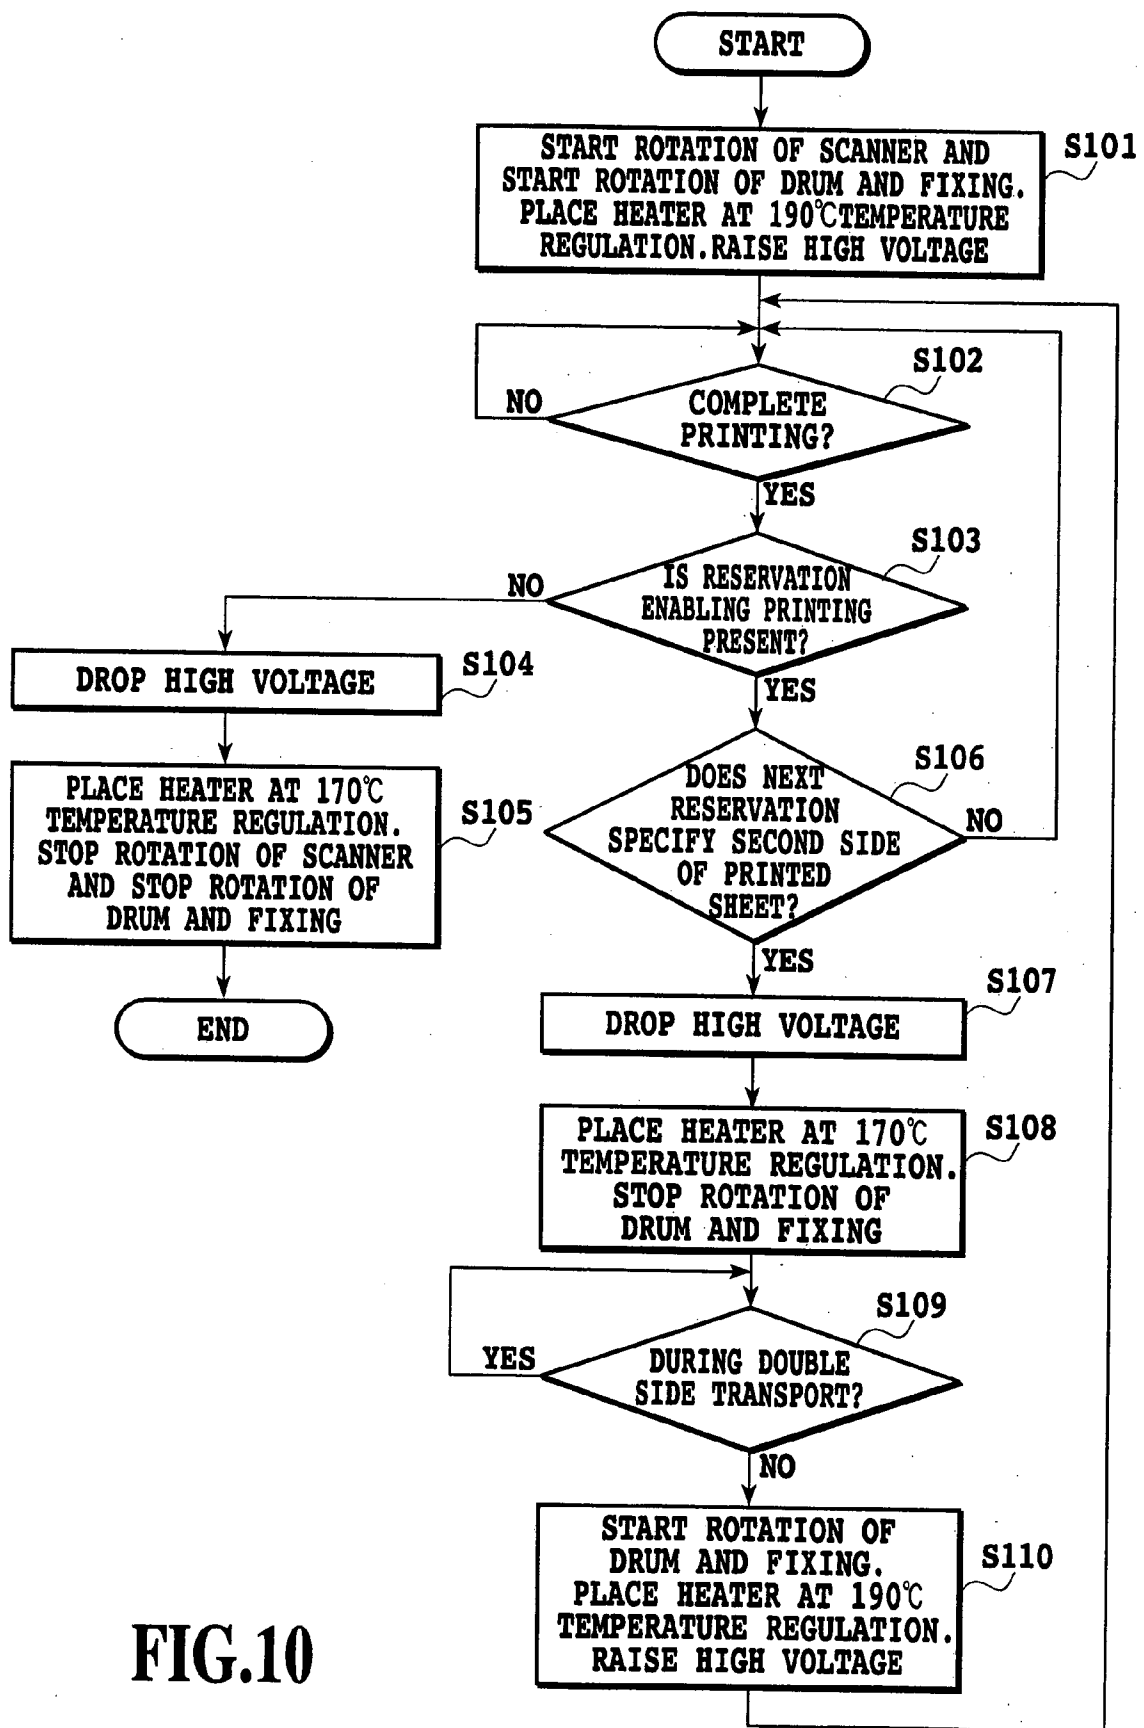 START
START ROTATION OF SCANNER AND
START ROTATION OF DRUM AND FIXING.
PLACE HEATER AT 190℃TEMPERATURE
REGULATION.RAISE HIGH VOLTAGE
S101
S102
COMPLETE
PRINTING?
NO
YES
S103
IS RESERVATION
ENABLING PRINTING
PRESENT?
NO
YES
S104
DROP HIGH VOLTAGE
S105
PLACE HEATER AT 170℃
TEMPERATURE REGULATION.
STOP ROTATION OF SCANNER
AND STOP ROTATION OF
DRUM AND FIXING
END
S106
DOES NEXT
RESERVATION
SPECIFY SECOND SIDE
OF PRINTED
SHEET?
NO
YES
S107
DROP HIGH VOLTAGE
S108
PLACE HEATER AT 170℃
TEMPERATURE REGULATION.
STOP ROTATION OF
DRUM AND FIXING
S109
DURING DOUBLE
SIDE TRANSPORT?
YES
NO
S110
START ROTATION OF
DRUM AND FIXING.
PLACE HEATER AT 190℃
TEMPERATURE REGULATION.
RAISE HIGH VOLTAGE
FIG.10